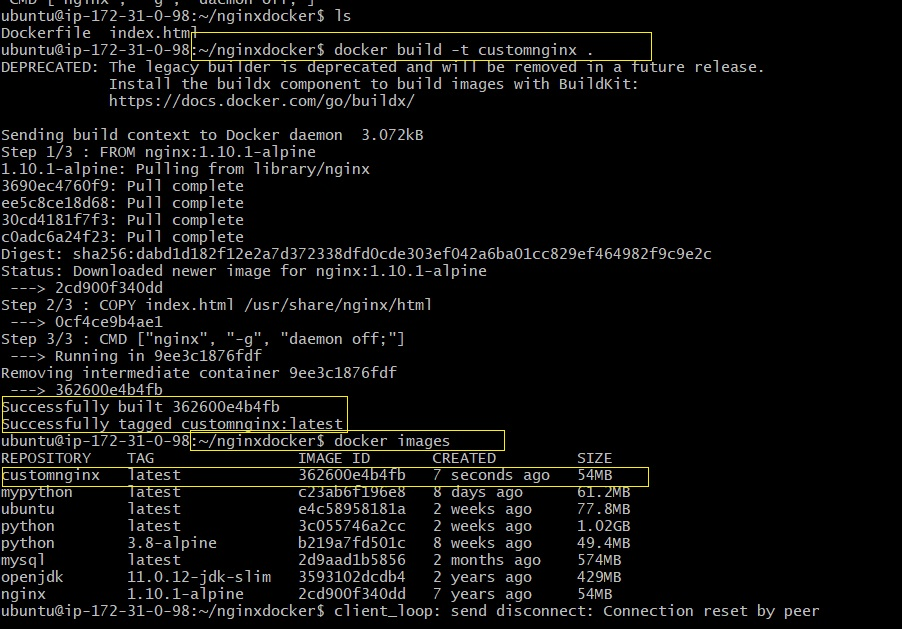 CMD ["nginx", "-g", "daemon off;"]
ubuntu@ip-172-31-0-98:~/nginxdocker$ ls
Dockerfile  index.html
ubuntu@ip-172-31-0-98:~/nginxdocker$ docker build -t customnginx .
DEPRECATED: The legacy builder is deprecated and will be removed in a future release.
            Install the buildx component to build images with BuildKit:
            https://docs.docker.com/go/buildx/

Sending build context to Docker daemon  3.072kB
Step 1/3 : FROM nginx:1.10.1-alpine
1.10.1-alpine: Pulling from library/nginx
3690ec4760f9: Pull complete
ee5c8ce18d68: Pull complete
30cd4181f7f3: Pull complete
c0adc6a24f23: Pull complete
Digest: sha256:dabd1d182f12e2a7d372338dfd0cde303ef042a6ba01cc829ef464982f9c9e2c
Status: Downloaded newer image for nginx:1.10.1-alpine
 ---> 2cd900f340dd
Step 2/3 : COPY index.html /usr/share/nginx/html
 ---> 0cf4ce9b4ae1
Step 3/3 : CMD ["nginx", "-g", "daemon off;"]
 ---> Running in 9ee3c1876fdf
Removing intermediate container 9ee3c1876fdf
 ---> 362600e4b4fb
Successfully built 362600e4b4fb
Successfully tagged customnginx:latest
ubuntu@ip-172-31-0-98:~/nginxdocker$ docker images
REPOSITORY    TAG                IMAGE ID       CREATED         SIZE
customnginx   latest             362600e4b4fb   7 seconds ago   54MB
mypython      latest             c23ab6f196e8   8 days ago      61.2MB
ubuntu        latest             e4c58958181a   2 weeks ago     77.8MB
python        latest             3c055746a2cc   2 weeks ago     1.02GB
python        3.8-alpine         b219a7fd501c   8 weeks ago     49.4MB
mysql         latest             2d9aad1b5856   2 months ago    574MB
openjdk       11.0.12-jdk-slim   3593102dcdb4   2 years ago     429MB
nginx         1.10.1-alpine      2cd900f340dd   7 years ago     54MB
ubuntu@ip-172-31-0-98:~/nginxdocker$ client_loop: send disconnect: Connection reset by peer